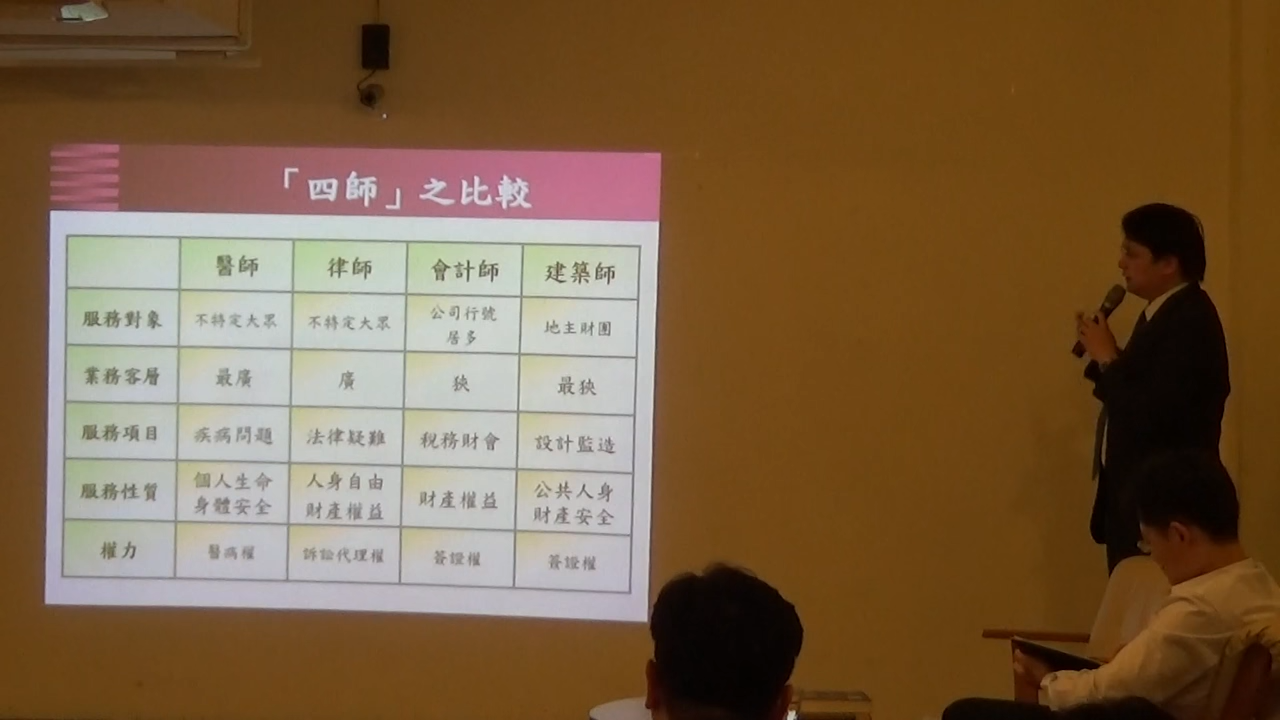 「四師」之比較
醫師 律師 會計師 建築師
服務對象 不特定大眾 不特定大眾 公司行號居多 地主財團
業務客層 最廣 廣 狹 最狹
服務項目 疾病問題 法律疑難 稅務財會 設計監造
服務性質 個人生命身體安全 人身自由財產權益 財產權益 公共人身財產安全
權力 醫病權 訴訟代理權 簽證權 簽證權